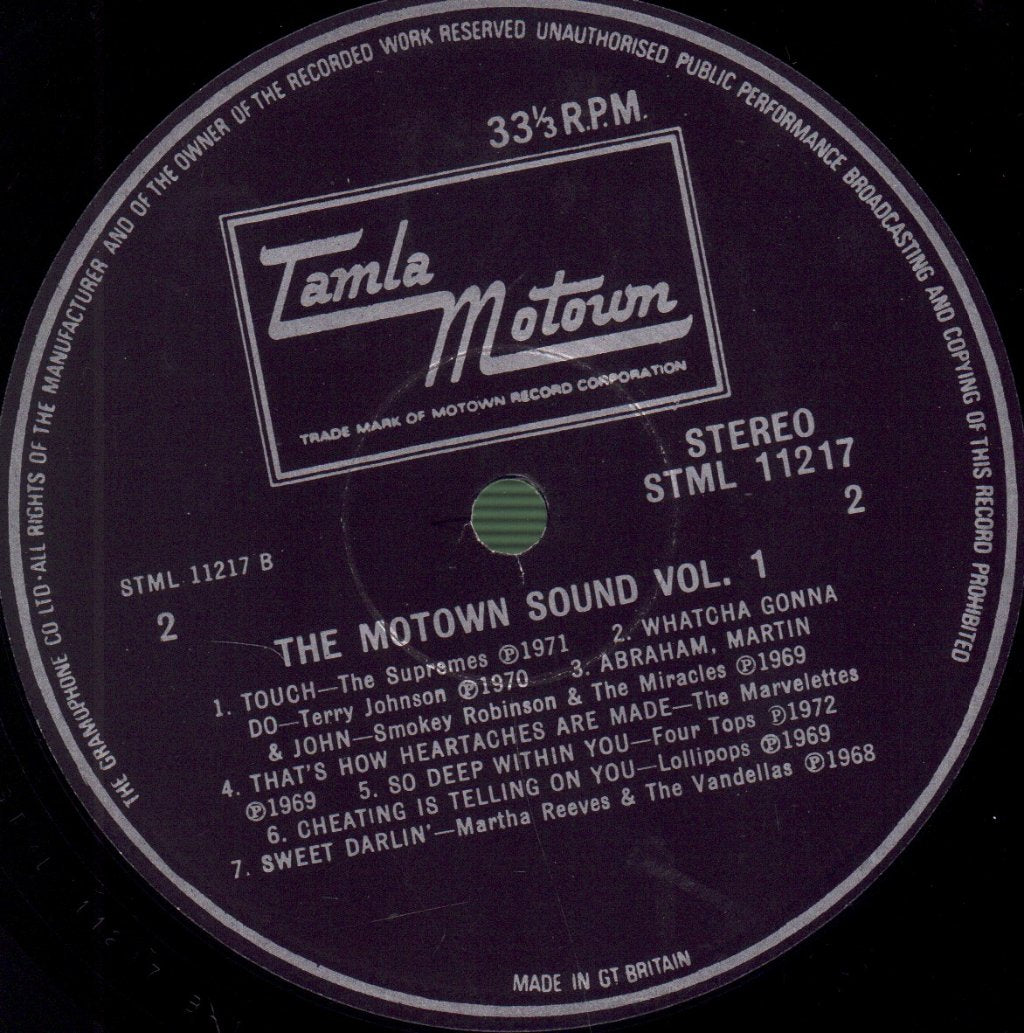 THE GRAMOPHONE CO LTD·ALL RIGHTS OF THE MANUFACTURER AND OF THE OWNER OF THE RECORDED WORK RESERVED UNAUTHORISED PUBLIC PERFORMANCE BROADCASTING AND COPYING OF THIS RECORD PROHIBITED
33⅓ R.P.M.
Tamla
Motown
TRADE MARK OF MOTOWN RECORD CORPORATION
STEREO
STML 11217
2
STML 11217 B
2
THE MOTOWN SOUND VOL. 1
1. TOUCH—The Supremes ℗1971 2. WHATCHA GONNA
DO—Terry Johnson ℗1970 3. ABRAHAM, MARTIN
& JOHN—Smokey Robinson & The Miracles ℗1969
4. THAT'S HOW HEARTACHES ARE MADE—The Marvelettes
℗1969 5. SO DEEP WITHIN YOU—Four Tops ℗1972
6. CHEATING IS TELLING ON YOU—Lollipops ℗1969
7. SWEET DARLIN'—Martha Reeves & The Vandellas ℗1968
MADE IN GT BRITAIN